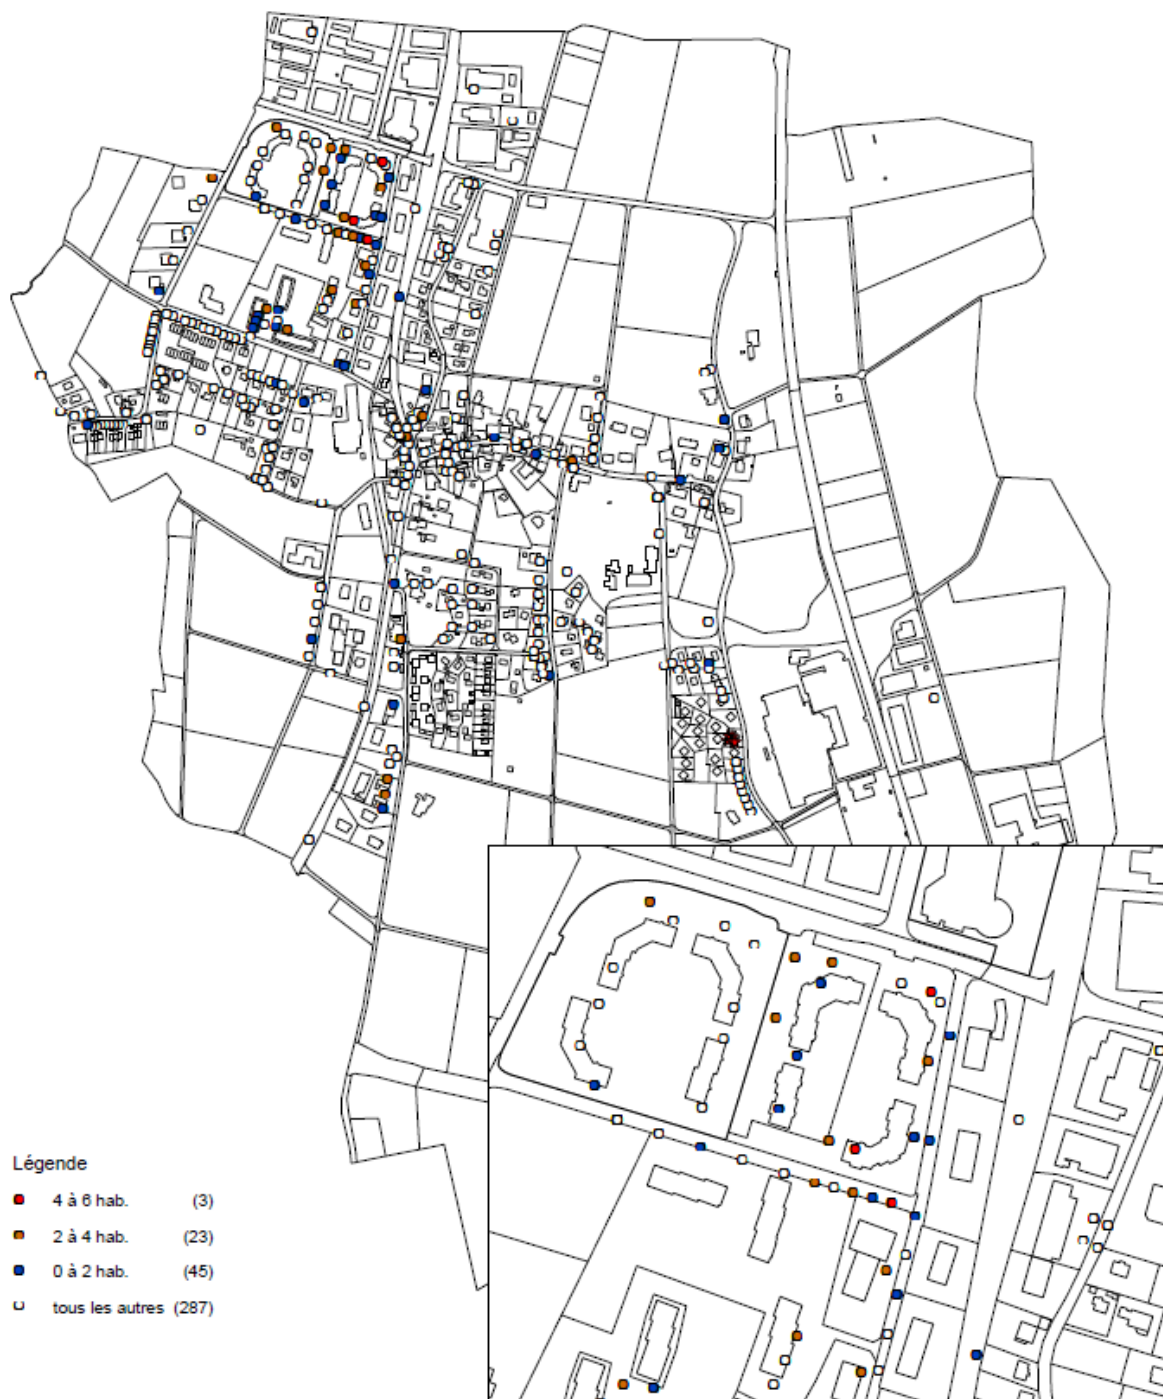 Légende
4 à 6 hab. (3)
2 à 4 hab. (23)
0 à 2 hab. (45)
tous les autres (287)